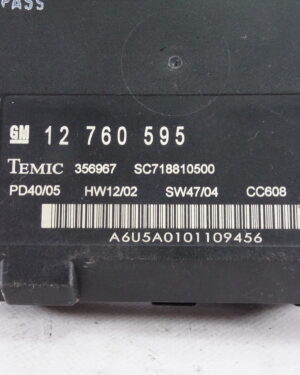 PASS
GM 12 760 595
TEMIC 356967 SC718810500
PD40/05 HW12/02 SW47/04 CC608
A6U5A0101109456